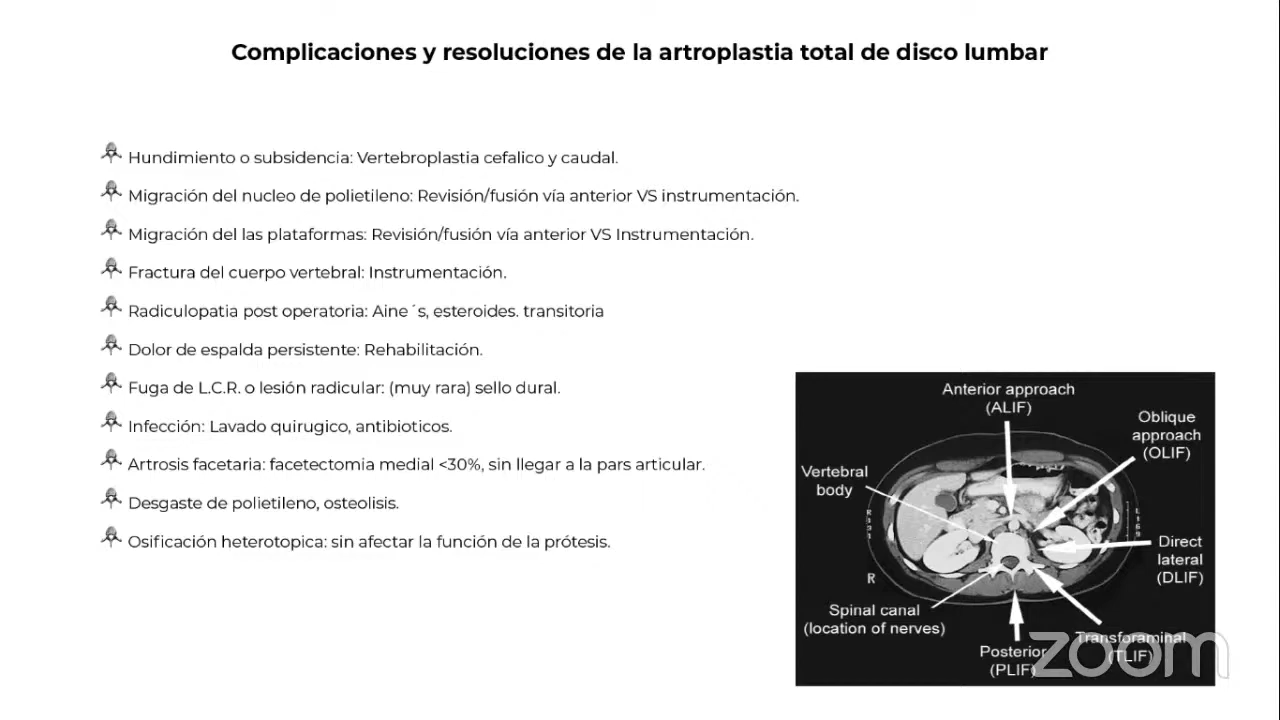 Complicaciones y resoluciones de la artroplastia total de disco lumbar
Hundimiento o subsidencia: Vertebroplastia cefalico y caudal.
Migración del nucleo de polietileno: Revisión/fusión vía anterior VS instrumentación.
Migración del las plataformas: Revisión/fusión vía anterior VS Instrumentación.
Fractura del cuerpo vertebral: Instrumentación.
Radiculopatia post operatoria: Aine´s, esteroides. transitoria
Dolor de espalda persistente: Rehabilitación.
Fuga de L.C.R. o lesión radicular: (muy rara) sello dural.
Infección: Lavado quirugico, antibioticos.
Artrosis facetaria: facetectomia medial <30%, sin llegar a la pars articular.
Desgaste de polietileno, osteolisis.
Osificación heterotopica: sin afectar la función de la prótesis.
Anterior approach
(ALIF)
Oblique
approach
(OLIF)
Vertebral
body
Direct
lateral
(DLIF)
R
Spinal canal
(location of nerves)
Transforaminal
(TLIF)
Posterior
(PLIF)
zoom